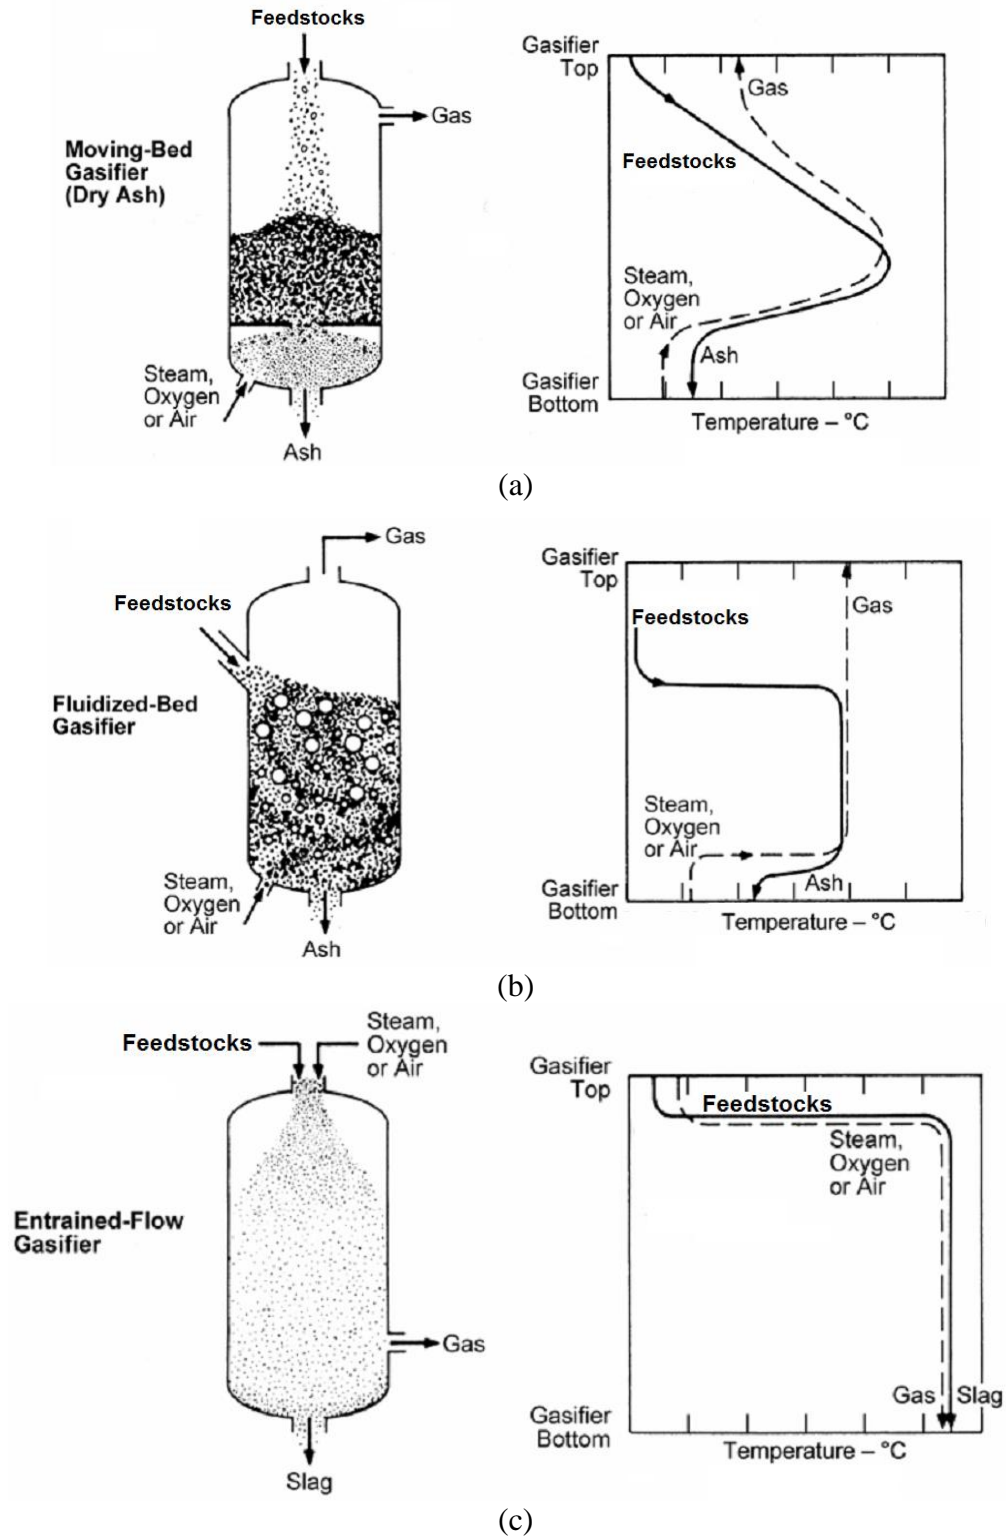 Feedstocks
Gas
Moving-Bed
Gasifier
(Dry Ash)
Steam,
Oxygen
or Air
Ash
Gasifier
Top
Gas
Feedstocks
Steam,
Oxygen
or Air
Ash
Gasifier
Bottom
Temperature – °C
(a)
Gas
Feedstocks
Fluidized-Bed
Gasifier
Steam,
Oxygen
or Air
Ash
Gasifier
Top
Feedstocks
Gas
Steam,
Oxygen
or Air
Ash
Gasifier
Bottom
Temperature – °C
(b)
Feedstocks
Steam,
Oxygen
or Air
Entrained-Flow
Gasifier
Gas
Slag
Gasifier
Top
Feedstocks
Steam,
Oxygen
or Air
Gas
Slag
Gasifier
Bottom
Temperature – °C
(c)